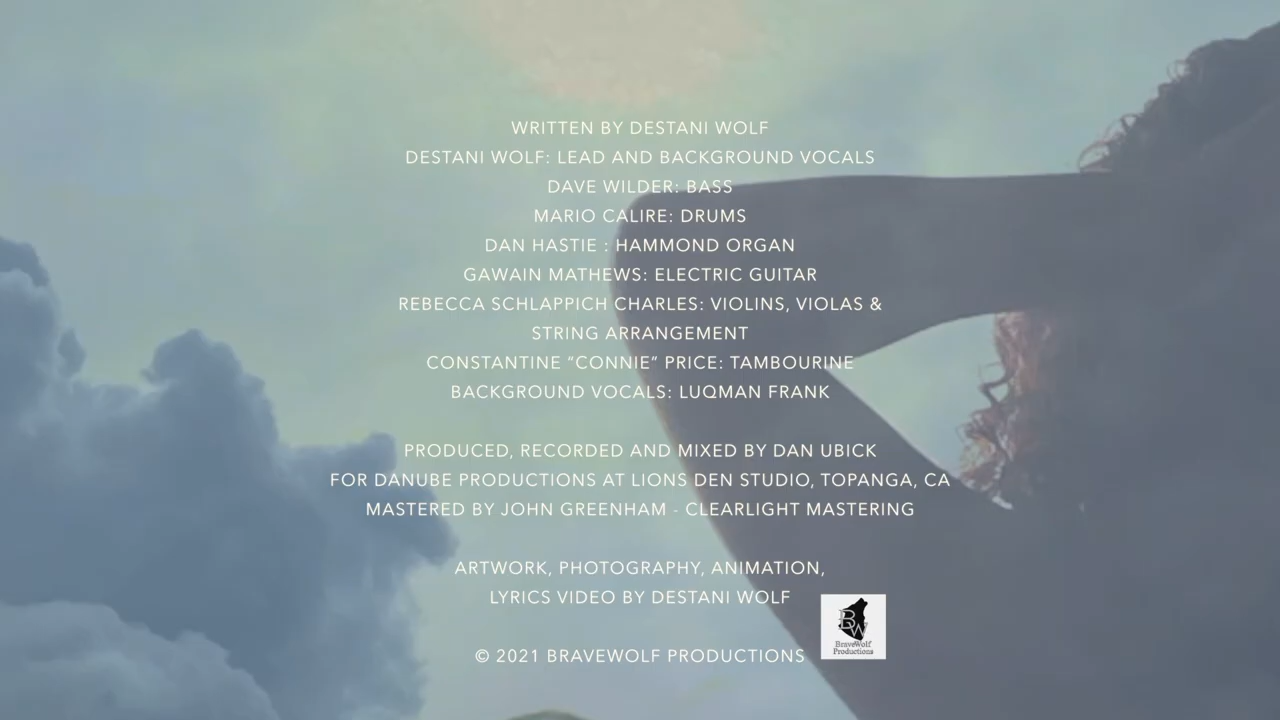 WRITTEN BY DESTANI WOLF
DESTANI WOLF: LEAD AND BACKGROUND VOCALS
DAVE WILDER: BASS
MARIO CALIRE: DRUMS
DAN HASTIE : HAMMOND ORGAN
GAWAIN MATHEWS: ELECTRIC GUITAR
REBECCA SCHLAPPICH CHARLES: VIOLINS, VIOLAS &
STRING ARRANGEMENT
CONSTANTINE “CONNIE” PRICE: TAMBOURINE
BACKGROUND VOCALS: LUQMAN FRANK
PRODUCED, RECORDED AND MIXED BY DAN UBICK
FOR DANUBE PRODUCTIONS AT LIONS DEN STUDIO, TOPANGA, CA
MASTERED BY JOHN GREENHAM - CLEARLIGHT MASTERING
ARTWORK, PHOTOGRAPHY, ANIMATION,
LYRICS VIDEO BY DESTANI WOLF
© 2021 BRAVEWOLF PRODUCTIONS
BW
BraveWolf
Productions